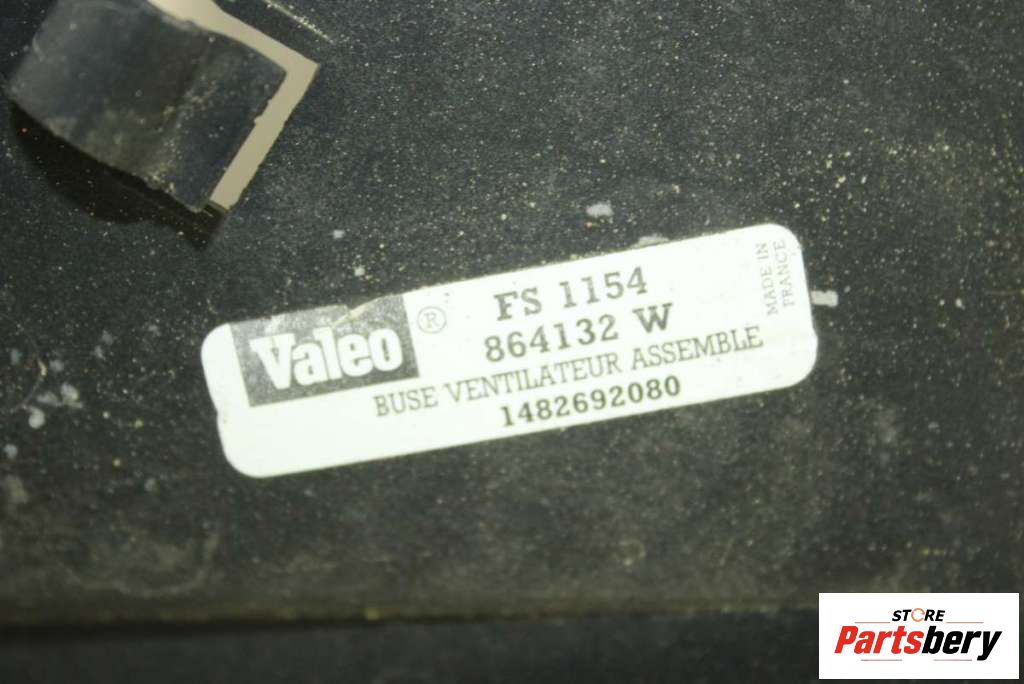 Valeo ®
FS 1154
864132 W
BUSE VENTILATEUR ASSEMBLE
1482692080
MADE IN
FRANCE
STORE
Partsbery